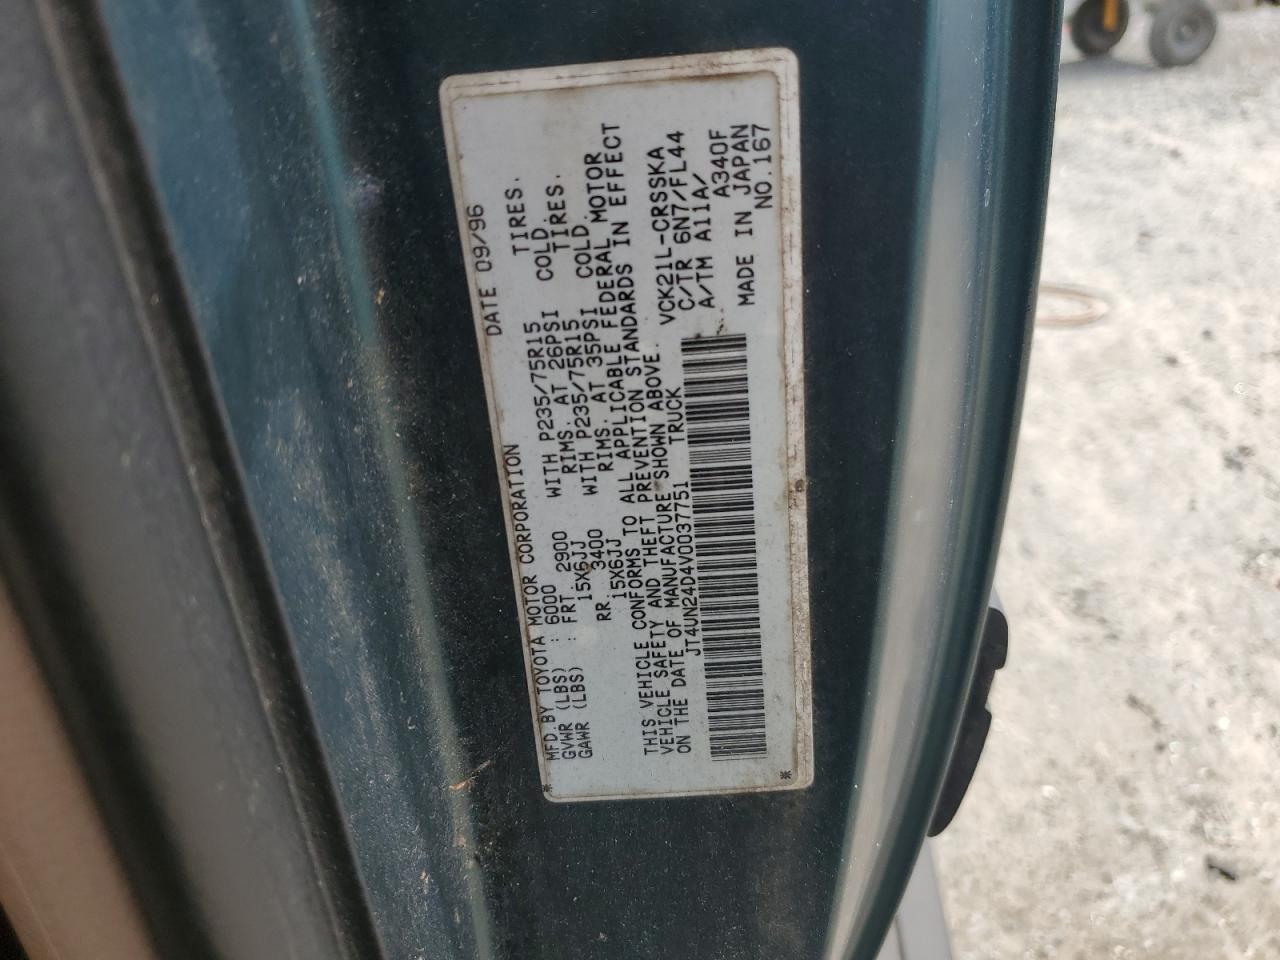 MFD.BY TOYOTA MOTOR CORPORATION DATE 09/96
GVWR (LBS) : 6000
GAWR (LBS) : FRT 2900 WITH P235/75R15 TIRES.
15X6JJ RIMS. AT 26PSI COLD.
RR 3400 WITH P235/75R15 TIRES.
15X6JJ RIMS. AT 35PSI COLD.
THIS VEHICLE CONFORMS TO ALL APPLICABLE FEDERAL MOTOR
VEHICLE SAFETY AND THEFT PREVENTION STANDARDS IN EFFECT
ON THE DATE OF MANUFACTURE SHOWN ABOVE.
JT4UN24D4V0037751 TRUCK
VCK21L-CRSSKA
C/TR 6N7/FL44
A/TM A11A/
A340F
MADE IN JAPAN
NO.167